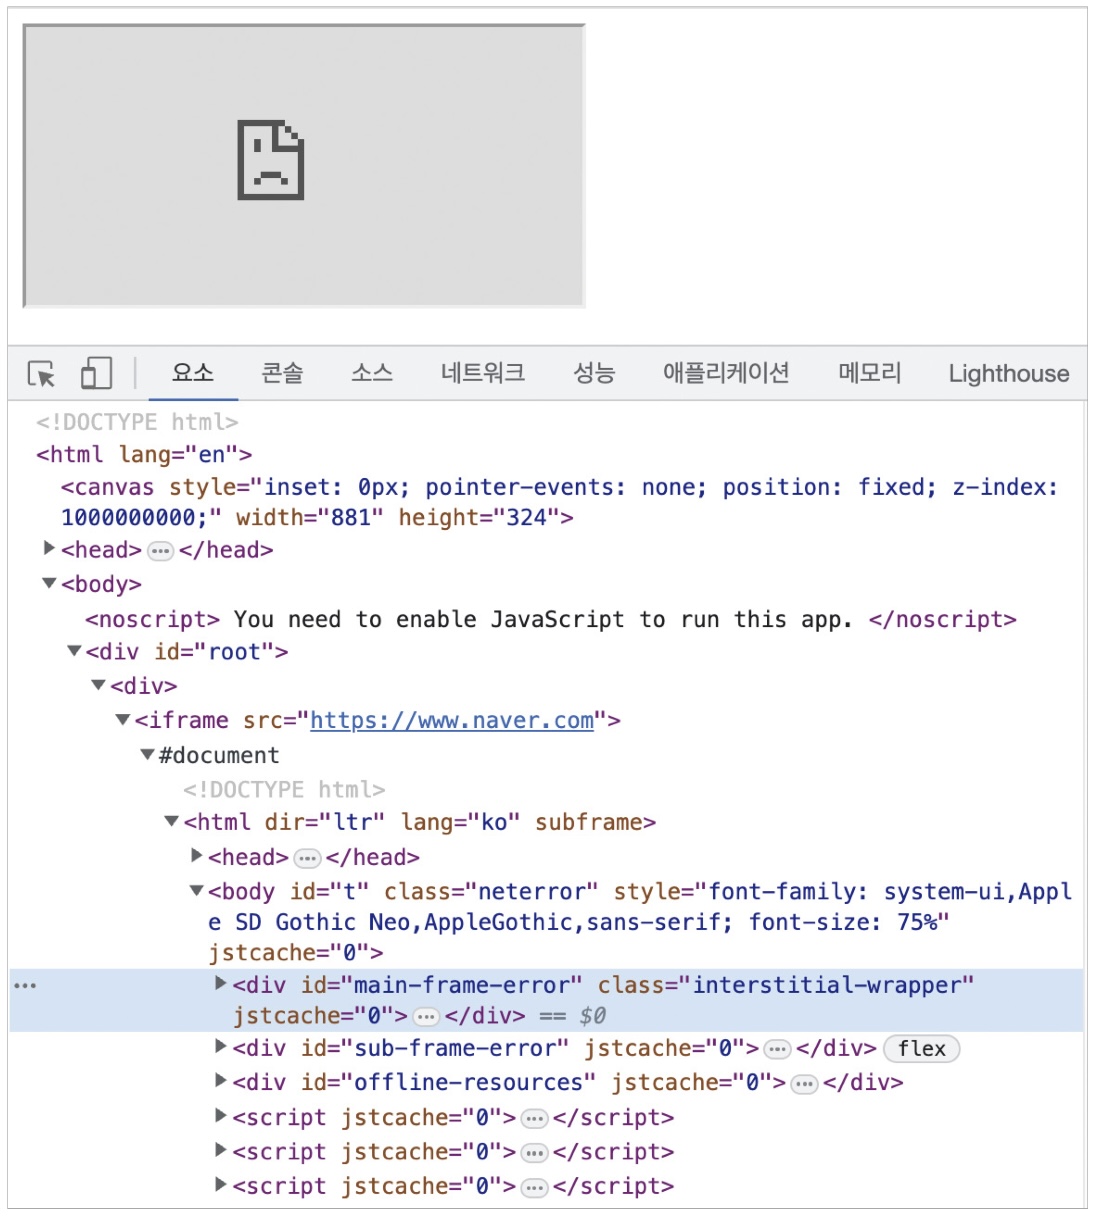 요소 콘솔 소스 네트워크 성능 애플리케이션 메모리 Lighthouse
<!DOCTYPE html>
<html lang="en">
<canvas style="inset: 0px; pointer-events: none; position: fixed; z-index:
1000000000;" width="881" height="324">
<head>…</head>
<body>
<noscript> You need to enable JavaScript to run this app. </noscript>
<div id="root">
<div>
<iframe src="https://www.naver.com">
#document
<!DOCTYPE html>
<html dir="ltr" lang="ko" subframe>
<head>…</head>
<body id="t" class="neterror" style="font-family: system-ui,Appl
e SD Gothic Neo,AppleGothic,sans-serif; font-size: 75%"
jstcache="0">
<div id="main-frame-error" class="interstitial-wrapper"
jstcache="0">…</div> == $0
<div id="sub-frame-error" jstcache="0">…</div> flex
<div id="offline-resources" jstcache="0">…</div>
<script jstcache="0">…</script>
<script jstcache="0">…</script>
<script jstcache="0">…</script>